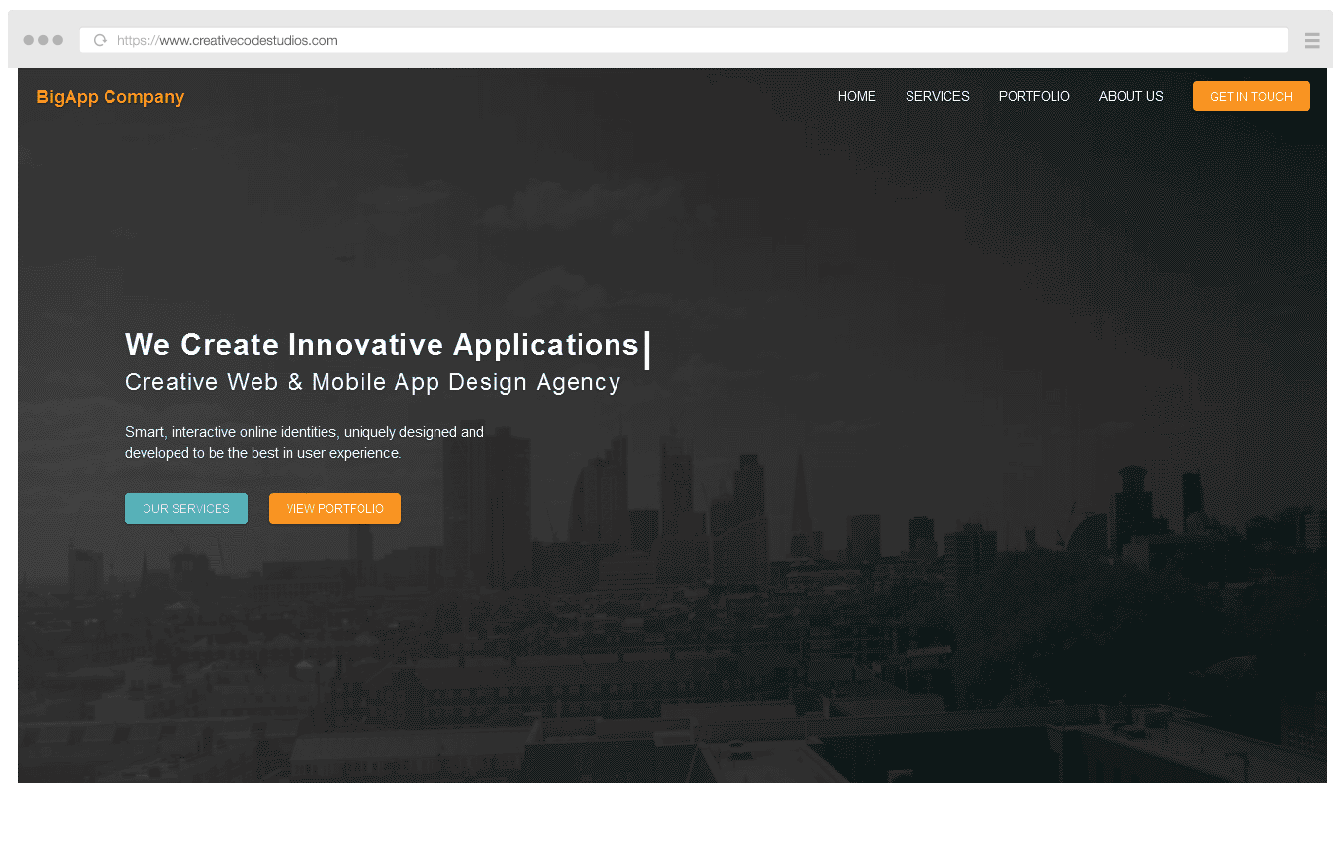 https://www.creativecodestudios.com
BigApp Company
HOME SERVICES PORTFOLIO ABOUT US GET IN TOUCH
We Create Innovative Applications
Creative Web & Mobile App Design Agency
Smart, interactive online identities, uniquely designed and
developed to be the best in user experience.
OUR SERVICES VIEW PORTFOLIO